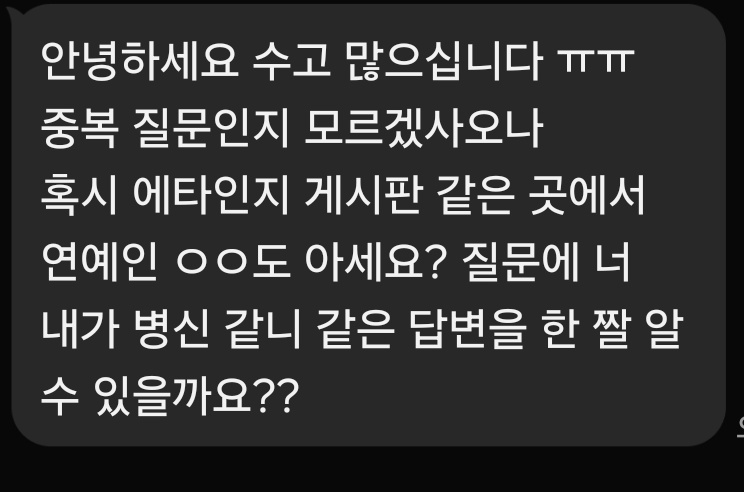 안녕하세요 수고 많으십니다 ㅠㅠ
중복 질문인지 모르겠사오나
혹시 에타인지 게시판 같은 곳에서
연예인 ㅇㅇ도 아세요? 질문에 너
내가 병신 같니 같은 답변을 한 짤 알
수 있을까요??